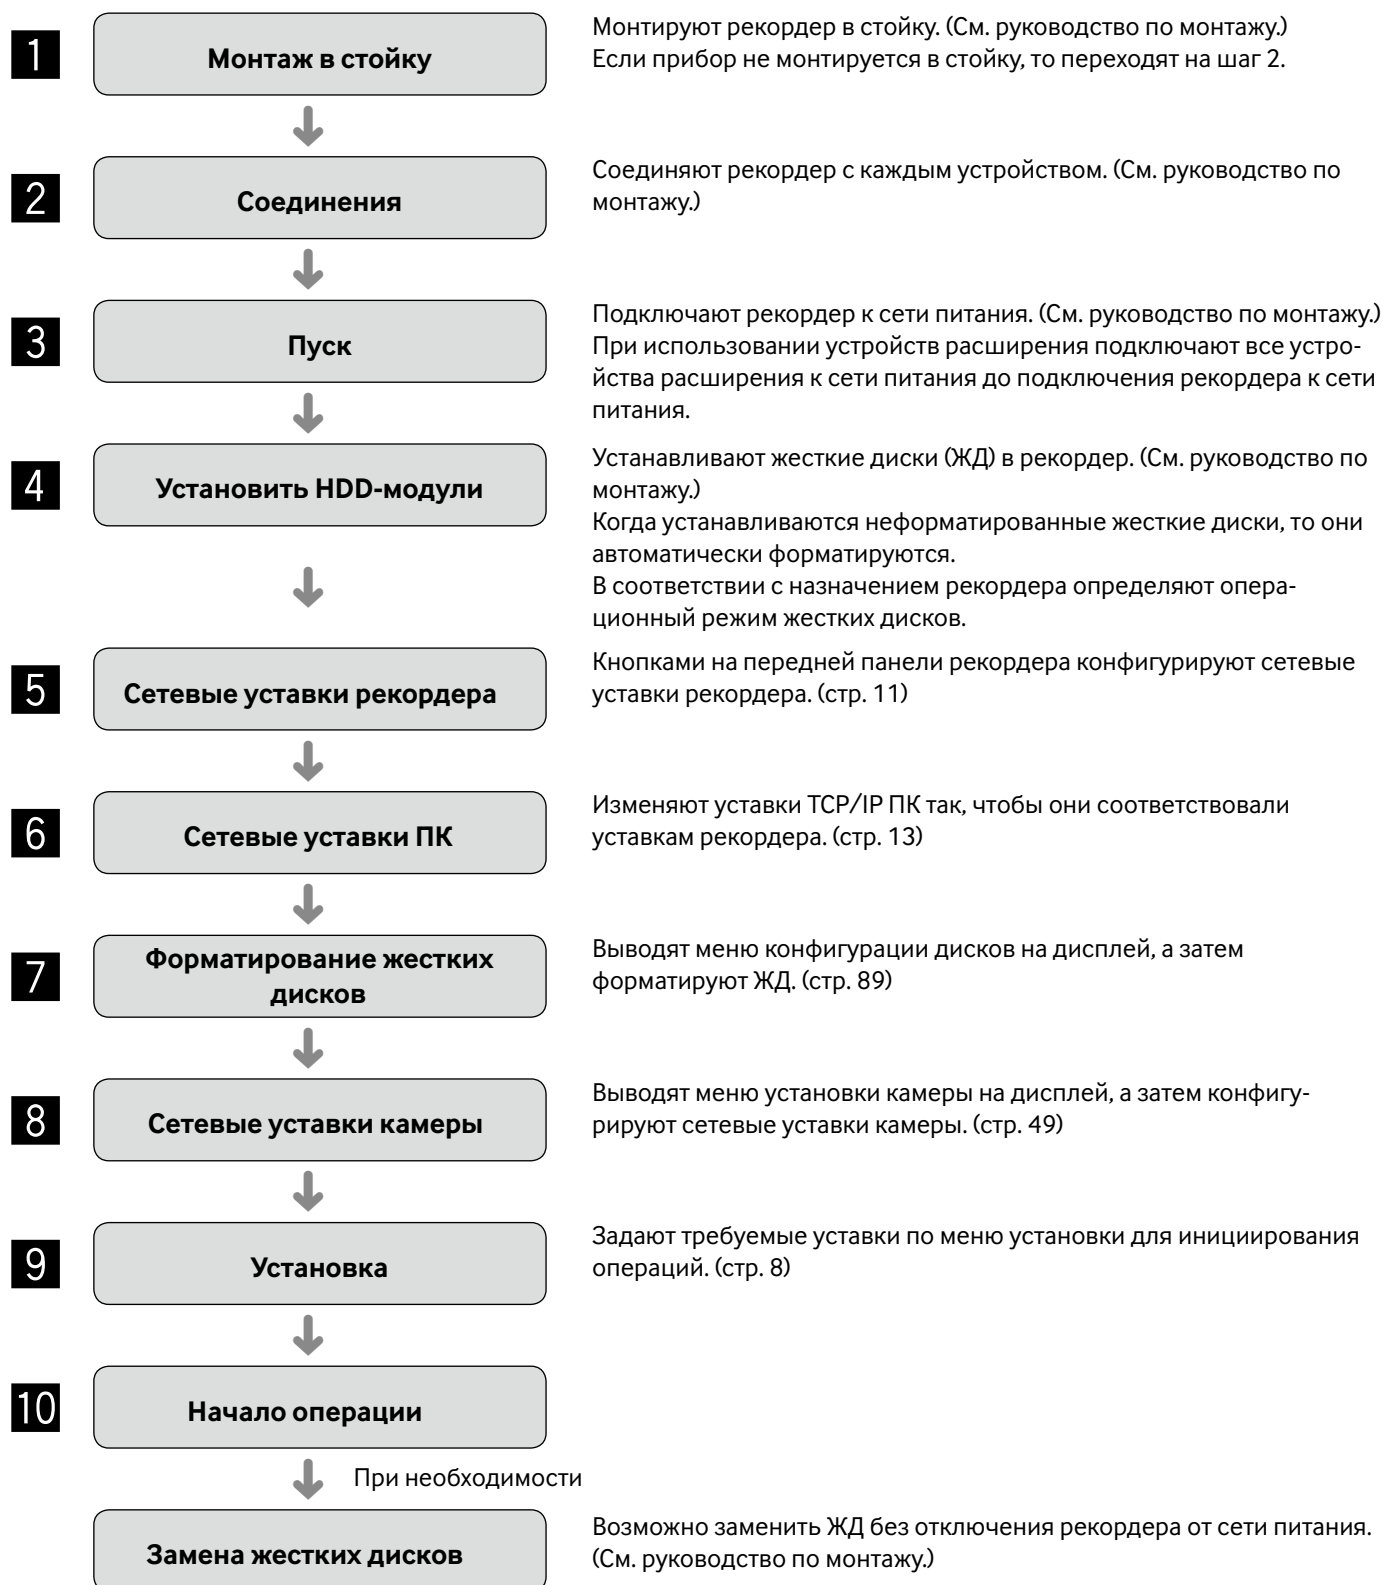 1
Монтаж в стойку
Монтируют рекордер в стойку. (См. руководство по монтажу.)
Если прибор не монтируется в стойку, то переходят на шаг 2.
2
Соединения
Соединяют рекордер с каждым устройством. (См. руководство по
монтажу.)
3
Пуск
Подключают рекордер к сети питания. (См. руководство по монтажу.)
При использовании устройств расширения подключают все устро-
йства расширения к сети питания до подключения рекордера к сети
питания.
4
Установить HDD-модули
Устанавливают жесткие диски (ЖД) в рекордер. (См. руководство по
монтажу.)
Когда устанавливаются неформатированные жесткие диски, то они
автоматически форматируются.
В соответствии с назначением рекордера определяют опера-
ционный режим жестких дисков.
5
Сетевые уставки рекордера
Кнопками на передней панели рекордера конфигурируют сетевые
уставки рекордера. (стр. 11)
6
Сетевые уставки ПК
Изменяют уставки TCP/IP ПК так, чтобы они соответствовали
уставкам рекордера. (стр. 13)
7
Форматирование жестких
дисков
Выводят меню конфигурации дисков на дисплей, а затем
форматируют ЖД. (стр. 89)
8
Сетевые уставки камеры
Выводят меню установки камеры на дисплей, а затем конфигу-
рируют сетевые уставки камеры. (стр. 49)
9
Установка
Задают требуемые уставки по меню установки для инициирования
операций. (стр. 8)
10
Начало операции
При необходимости
Замена жестких дисков
Возможно заменить ЖД без отключения рекордера от сети питания.
(См. руководство по монтажу.)